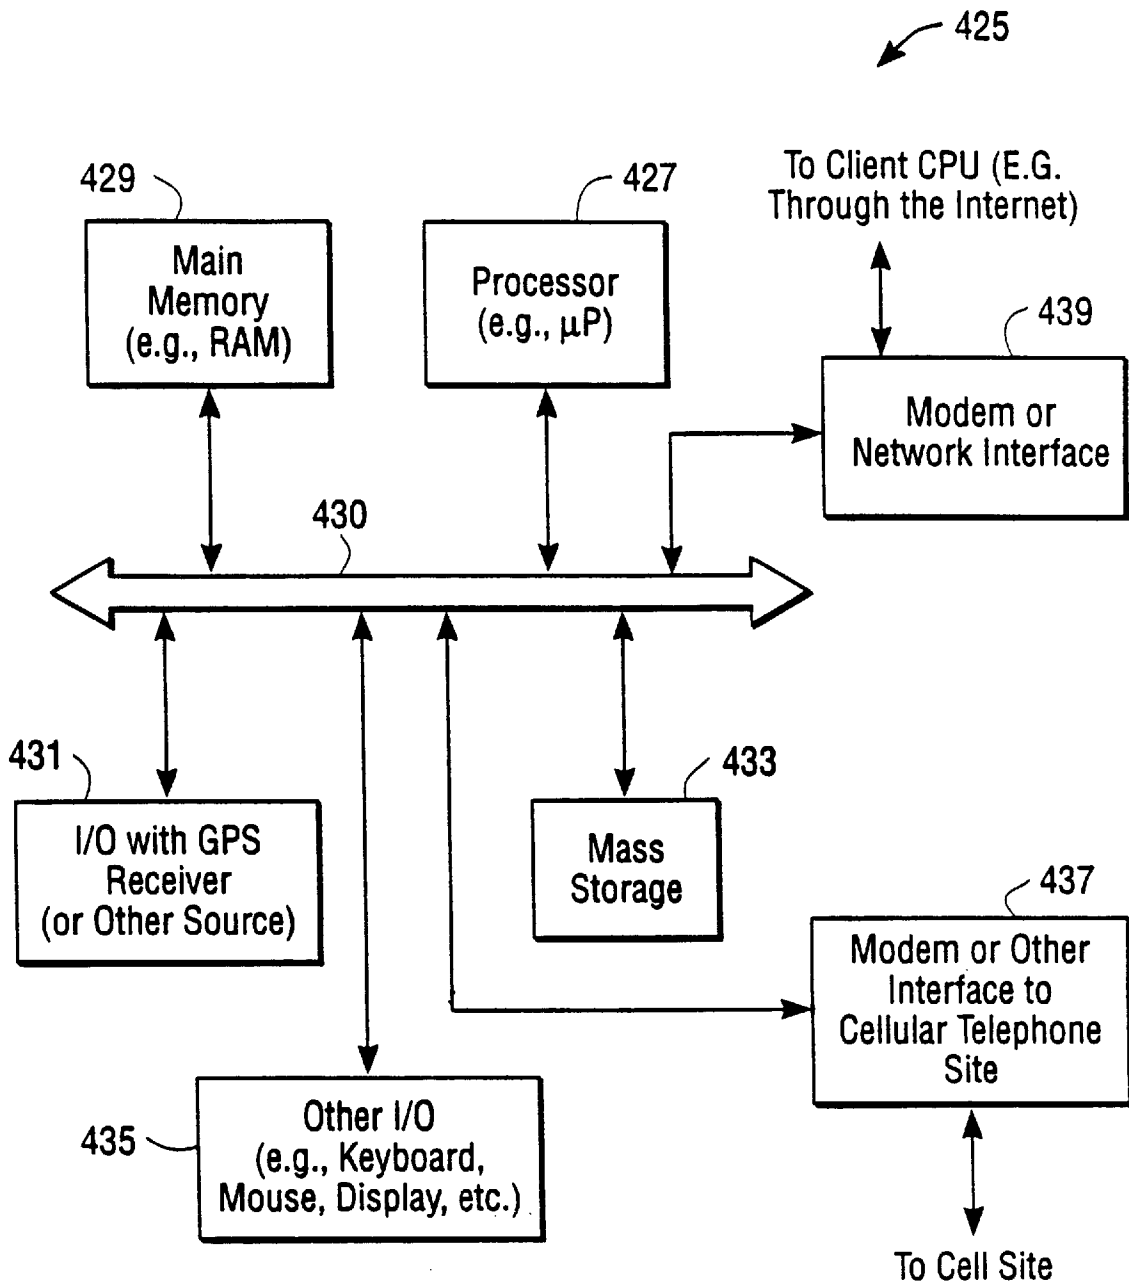 425
To Client CPU (E.G.
Through the Internet)
429
427
439
Main
Memory
(e.g., RAM)
Processor
(e.g., μP)
Modem or
Network Interface
430
431
433
I/O with GPS
Receiver
(or Other Source)
Mass
Storage
437
Modem or Other
Interface to
Cellular Telephone
Site
435
Other I/O
(e.g., Keyboard,
Mouse, Display, etc.)
To Cell Site